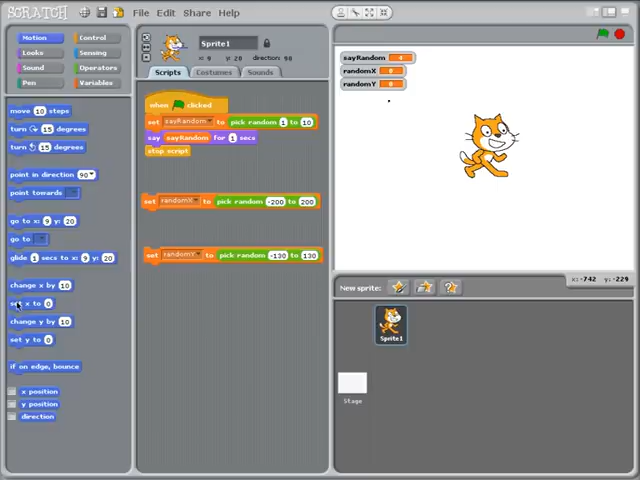 SCRATCH File Edit Share Help
Motion Control
Looks Sensing
Sound Operators
Pen Variables
move 10 steps
turn 15 degrees
turn 15 degrees
point in direction 90
point towards
go to x: 9 y: 20
go to
glide 1 secs to x: 9 y: 20
change x by 10
set x to 0
change y by 10
set y to 0
if on edge, bounce
x position
y position
direction
Sprite1
x: 9 y: 20 direction: 90
Scripts Costumes Sounds
when clicked
set sayRandom to pick random 1 to 10
say sayRandom for 1 secs
stop script
set randomX to pick random -200 to 200
set randomY to pick random -130 to 130
sayRandom 4
randomX 0
randomY 0
x: -742 y: -229
New sprite:
Sprite1
Stage